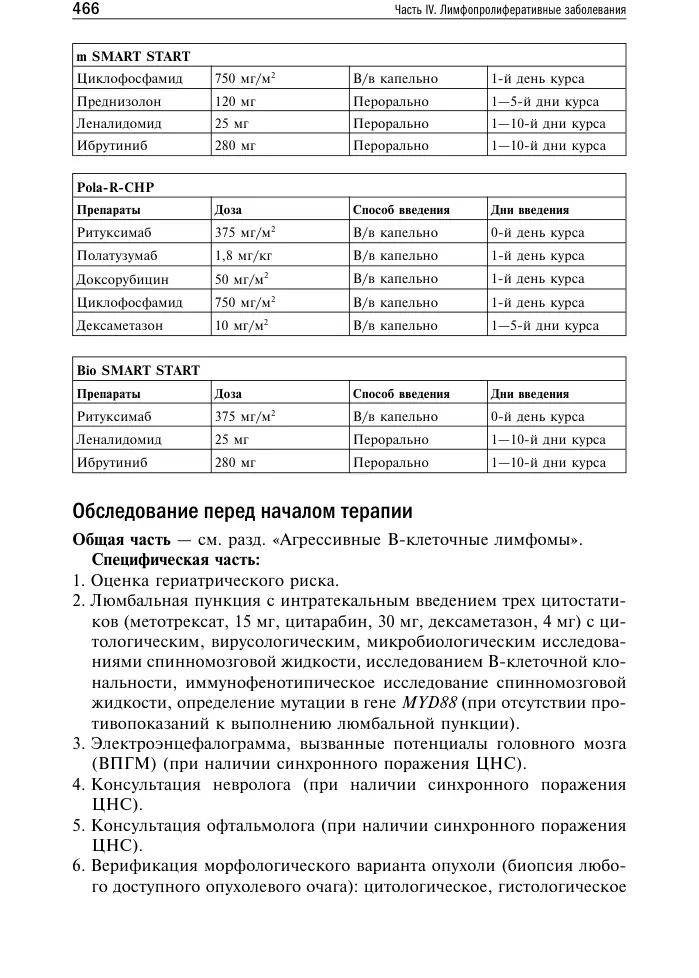 466 Часть IV. Лимфопролиферативные заболевания
m SMART START
Циклофосфамид 750 мг/м² В/в капельно 1-й день курса
Преднизолон 120 мг Перорально 1—5-й дни курса
Леналидомид 25 мг Перорально 1—10-й дни курса
Ибрутиниб 280 мг Перорально 1—10-й дни курса
Pola-R-CHP
Препараты Доза Способ введения Дни введения
Ритуксимаб 375 мг/м² В/в капельно 0-й день курса
Полатузумаб 1,8 мг/кг В/в капельно 1-й день курса
Доксорубицин 50 мг/м² В/в капельно 1-й день курса
Циклофосфамид 750 мг/м² В/в капельно 1-й день курса
Дексаметазон 10 мг/м² В/в капельно 1—5-й дни курса
Bio SMART START
Препараты Доза Способ введения Дни введения
Ритуксимаб 375 мг/м² В/в капельно 0-й день курса
Леналидомид 25 мг Перорально 1—10-й дни курса
Ибрутиниб 280 мг Перорально 1—10-й дни курса
Обследование перед началом терапии
Общая часть — см. разд. «Агрессивные В-клеточные лимфомы».
Специфическая часть:
1. Оценка гериатрического риска.
2. Люмбальная пункция с интратекальным введением трех цитостати-
ков (метотрексат, 15 мг, цитарабин, 30 мг, дексаметазон, 4 мг) с ци-
тологическим, вирусологическим, микробиологическим исследова-
ниями спинномозговой жидкости, исследованием В-клеточной кло-
нальности, иммунофенотипическое исследование спинномозговой
жидкости, определение мутации в гене MYD88 (при отсутствии про-
тивопоказаний к выполнению люмбальной пункции).
3. Электроэнцефалограмма, вызванные потенциалы головного мозга
(ВПГМ) (при наличии синхронного поражения ЦНС).
4. Консультация невролога (при наличии синхронного поражения
ЦНС).
5. Консультация офтальмолога (при наличии синхронного поражения
ЦНС).
6. Верификация морфологического варианта опухоли (биопсия любо-
го доступного опухолевого очага): цитологическое, гистологическое